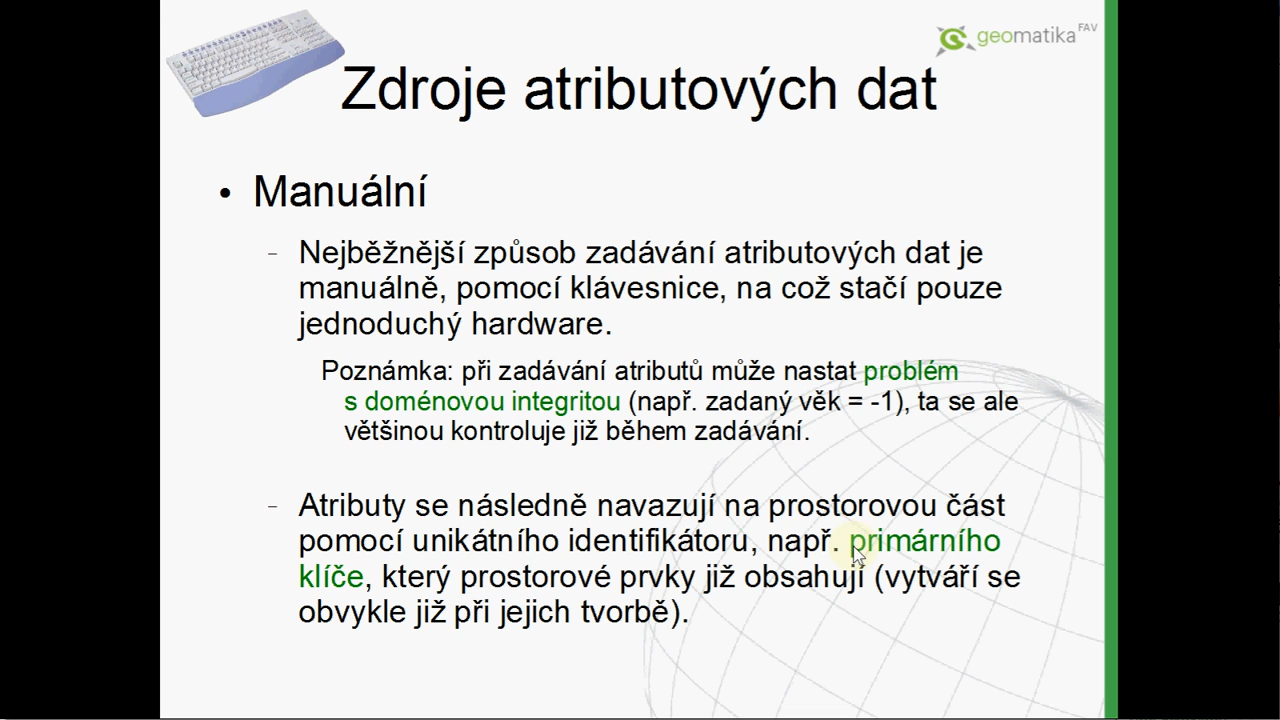 geomatika FAV
Zdroje atributových dat
• Manuální
– Nejběžnější způsob zadávání atributových dat je
manuálně, pomocí klávesnice, na což stačí pouze
jednoduchý hardware.
Poznámka: při zadávání atributů může nastat problém
s doménovou integritou (např. zadaný věk = -1), ta se ale
většinou kontroluje již během zadávání.
– Atributy se následně navazují na prostorovou část
pomocí unikátního identifikátoru, např. primárního
klíče, který prostorové prvky již obsahují (vytváří se
obvykle již při jejich tvorbě).